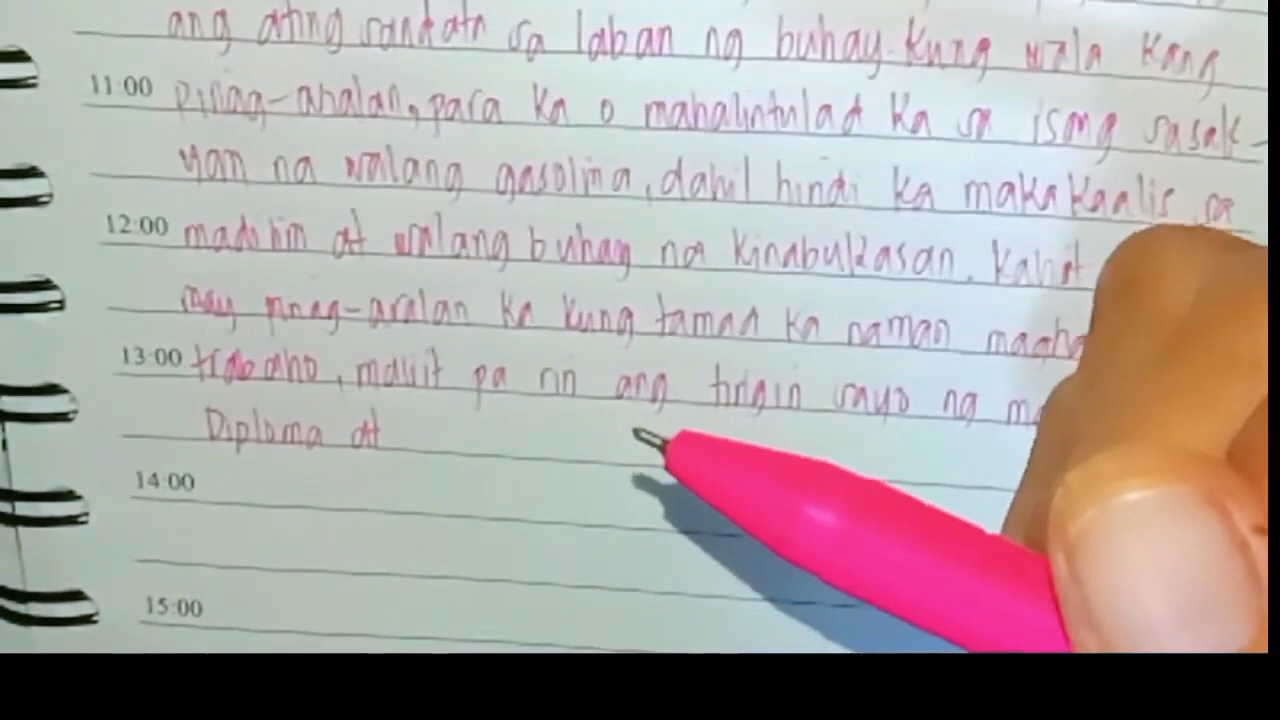 ang ating sandata sa laban ng buhay. Kung wala kang
11:00 pinag-aralan, para ka o mahalintulad ka sa isang sasak-
yan na walang gasolina, dahil hindi ka makakaalis sa
12:00 madilim at walang buhay na kinabukasan. Kahit
may pinag-aralan ka kung tamad ka naman
13:00 trabaho, maliit pa rin ang tingin sayo ng
Diploma at
14:00
15:00